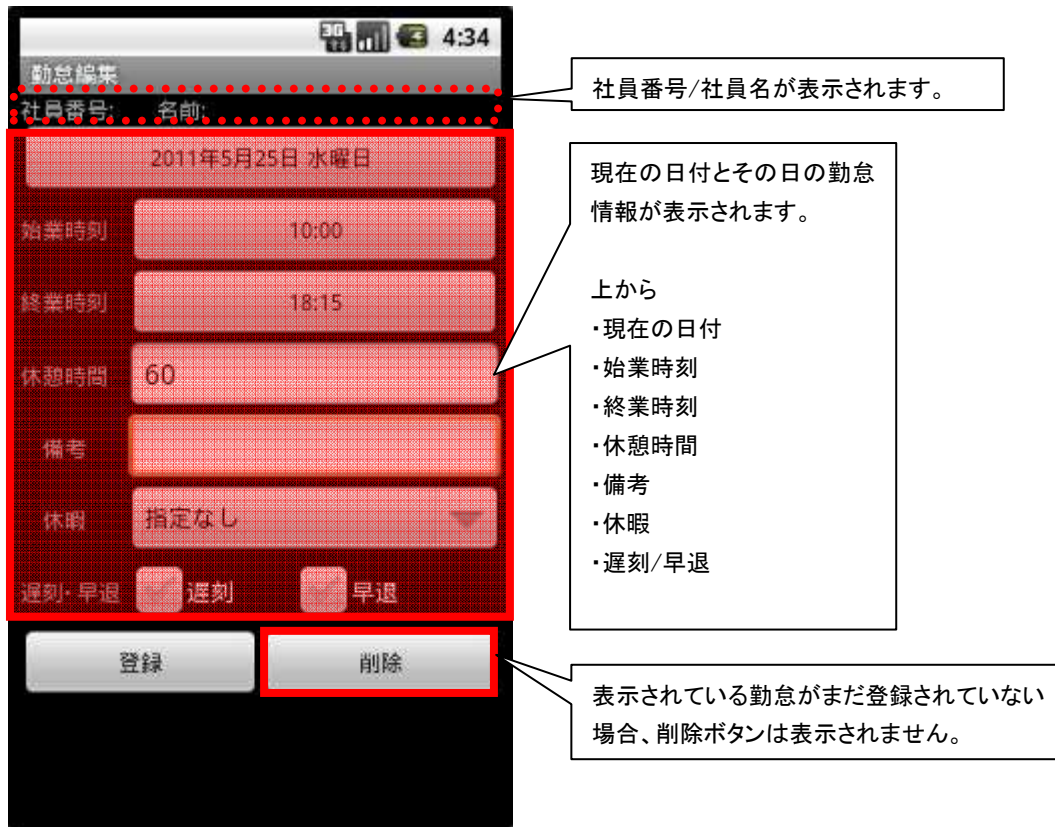 3G 4:34
勤怠編集
社員番号: 名前:
2011年5月25日 水曜日
始業時刻 10:00
終業時刻 18:15
休憩時間 60
備考
休暇 指定なし
遅刻・早退 遅刻 早退
登録 削除
社員番号/社員名が表示されます。
現在の日付とその日の勤怠
情報が表示されます。
上から
・現在の日付
・始業時刻
・終業時刻
・休憩時間
・備考
・休暇
・遅刻/早退
表示されている勤怠がまだ登録されていない
場合、削除ボタンは表示されません。